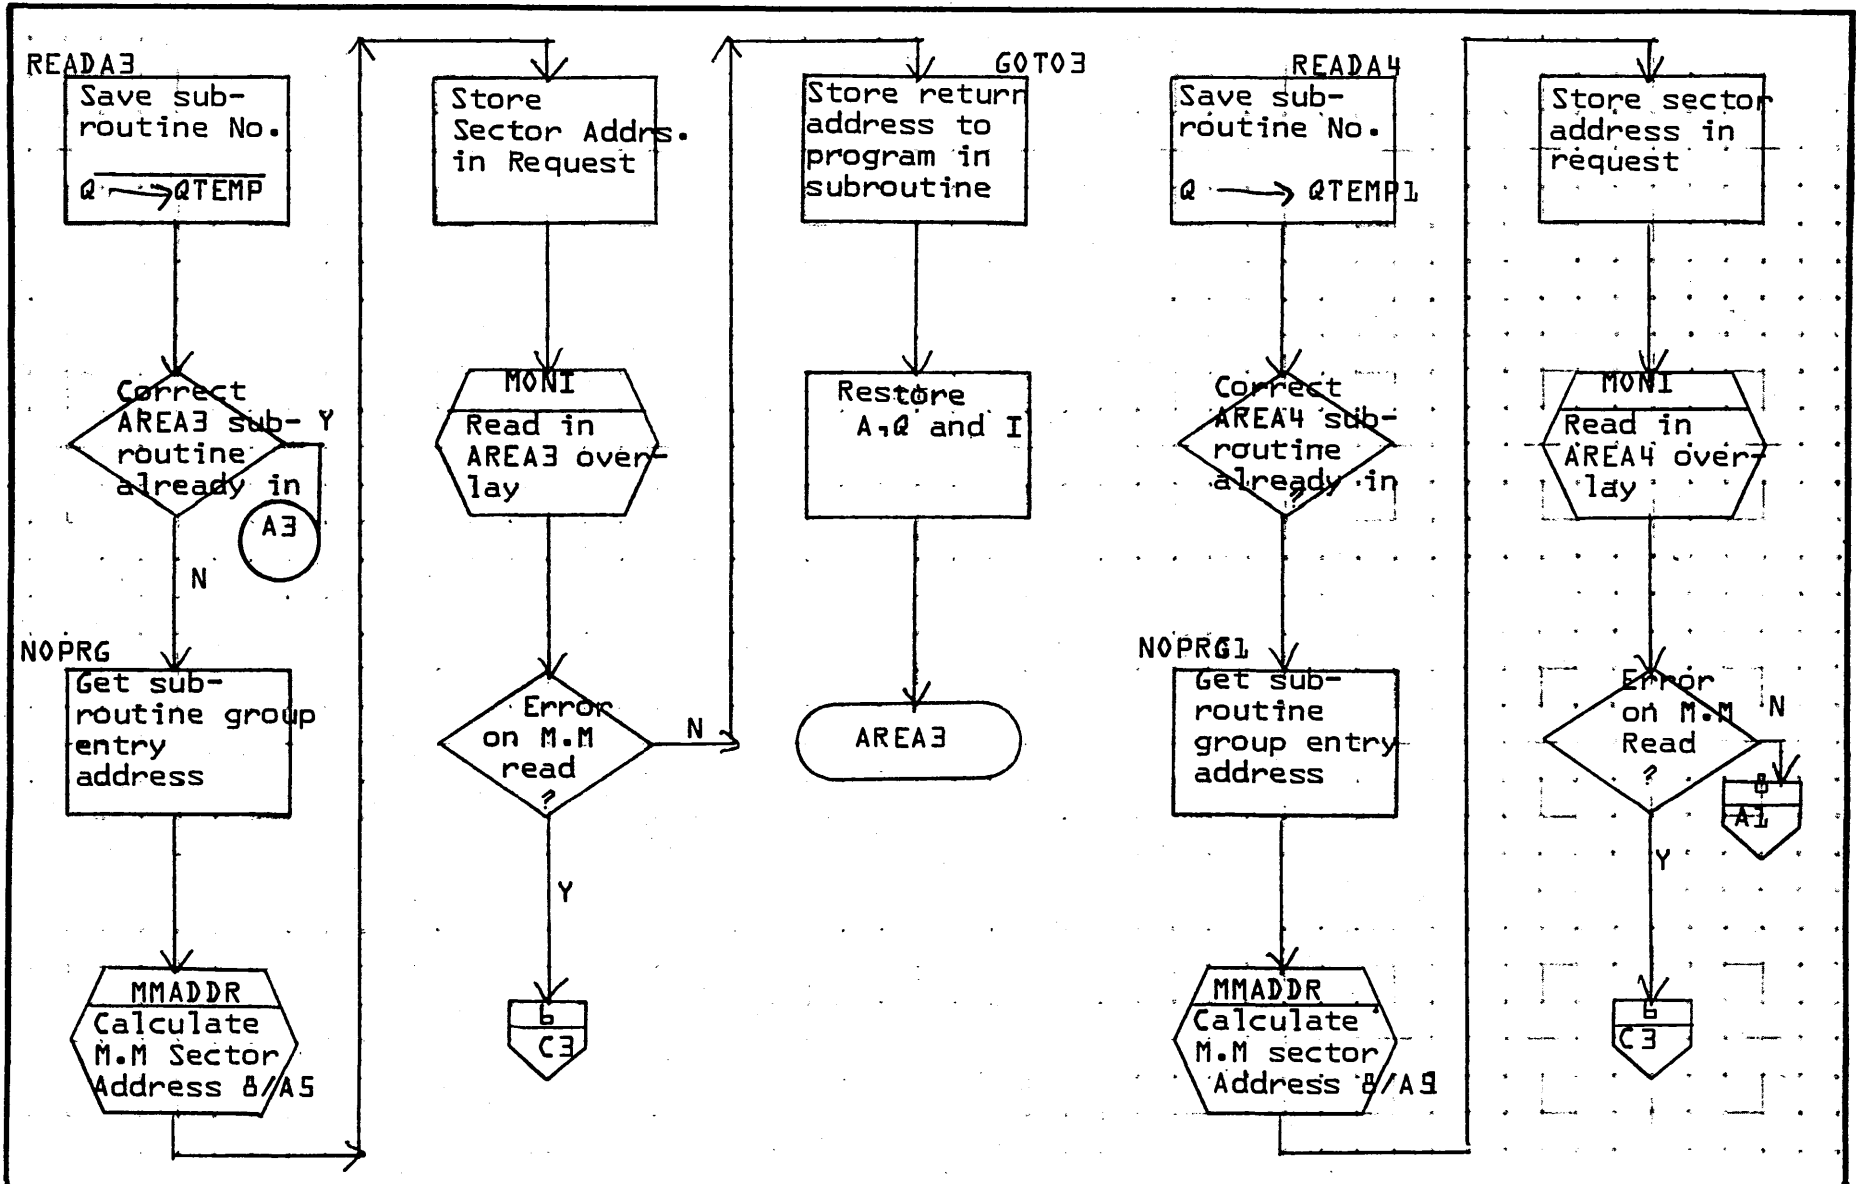 READA3
Save sub-
routine No.
Q → QTEMP
Correct
AREA3 sub-
routine
already in
Y
A3
N
NOPRG
Get sub-
routine group
entry
address
MMADDR
Calculate
M.M Sector
Address 8/A5
Store
Sector Addrs.
in Request
MONI
Read in
AREA3 over-
lay
Error
on M.M
read
?
N
Y
6
C3
GOTO3
Store return
address to
program in
subroutine
Restore
A,Q and I
AREA3
READA4
Save sub-
routine No.
Q → QTEMP1
Correct
AREA4 sub-
routine
already in
?
NOPRG1
Get sub-
routine
group entry
address
MMADDR
Calculate
M.M sector
Address 8/A1
Store sector
address in
request
MONI
Read in
AREA4 over-
lay
Error
on M.M
Read
?
N
8
A1
Y
6
C3